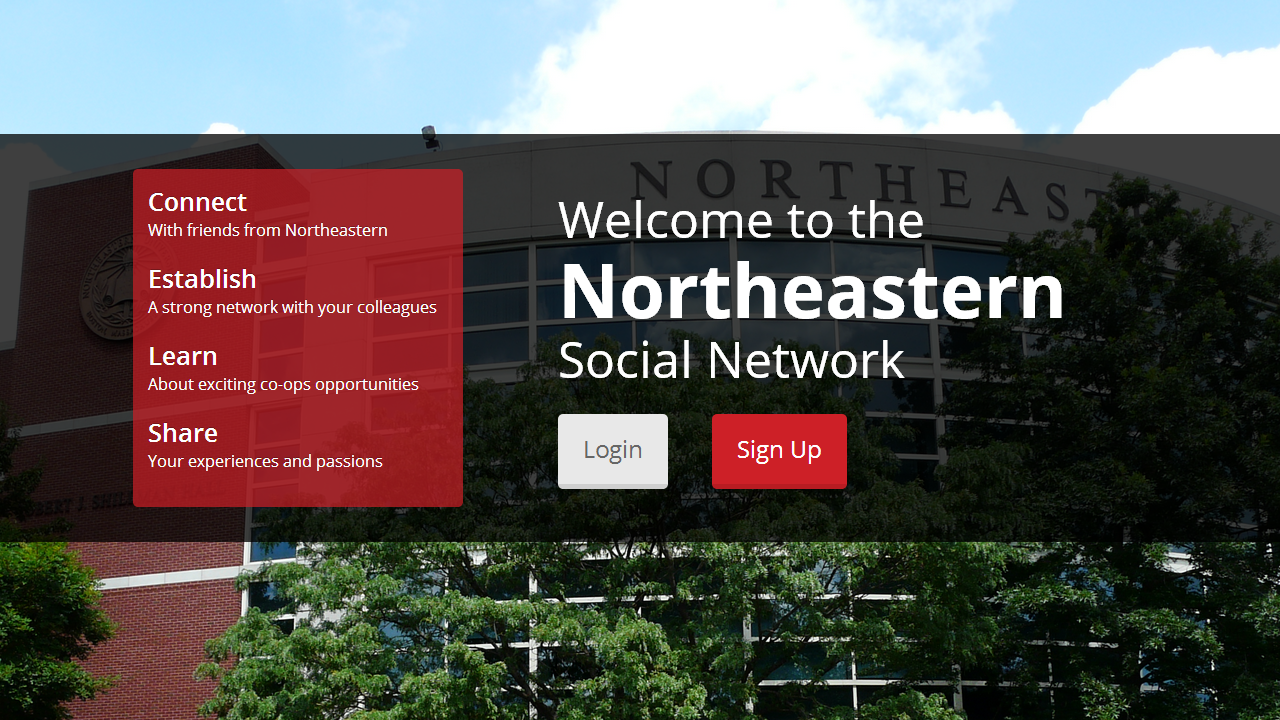 NORTHEAST
Connect
With friends from Northeastern
Establish
A strong network with your colleagues
Learn
About exciting co-ops opportunities
Share
Your experiences and passions
Welcome to the
Northeastern
Social Network
Login
Sign Up